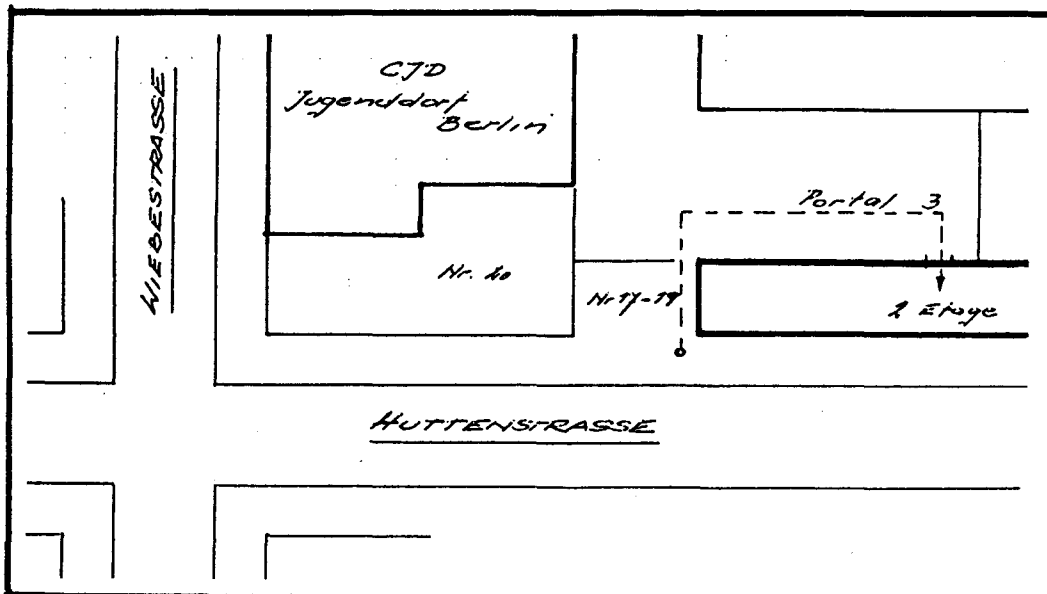 CJD
Jugenddorf
Berlin
WIEBESTRASSE
Portal 3
Nr. 20
Nr 17-19
2 Etage
HUTTENSTRASSE